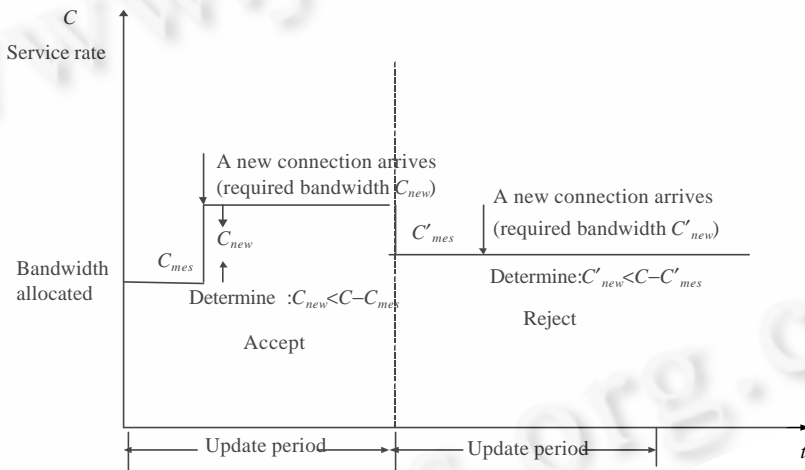 C
Service rate
A new connection arrives
(required bandwidth Cnew)
A new connection arrives
(required bandwidth C′new)
Cmes
Cnew
C′mes
Bandwidth
allocated
Determine :Cnew<C−Cmes
Accept
Determine:C′new<C−C′mes
Reject
Update period
Update period
t